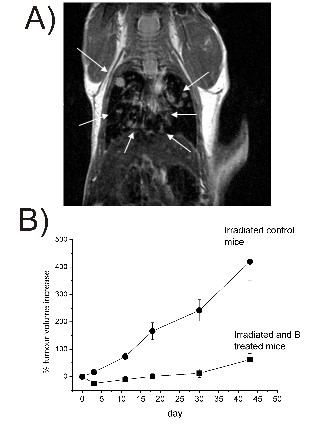 A)
B)
Irradiated control
mice
500
400
300
200
100
0
% tumour volume increase
Irradiated and B
treated mice
0 5 10 15 20 25 30 35 40 45 50
day